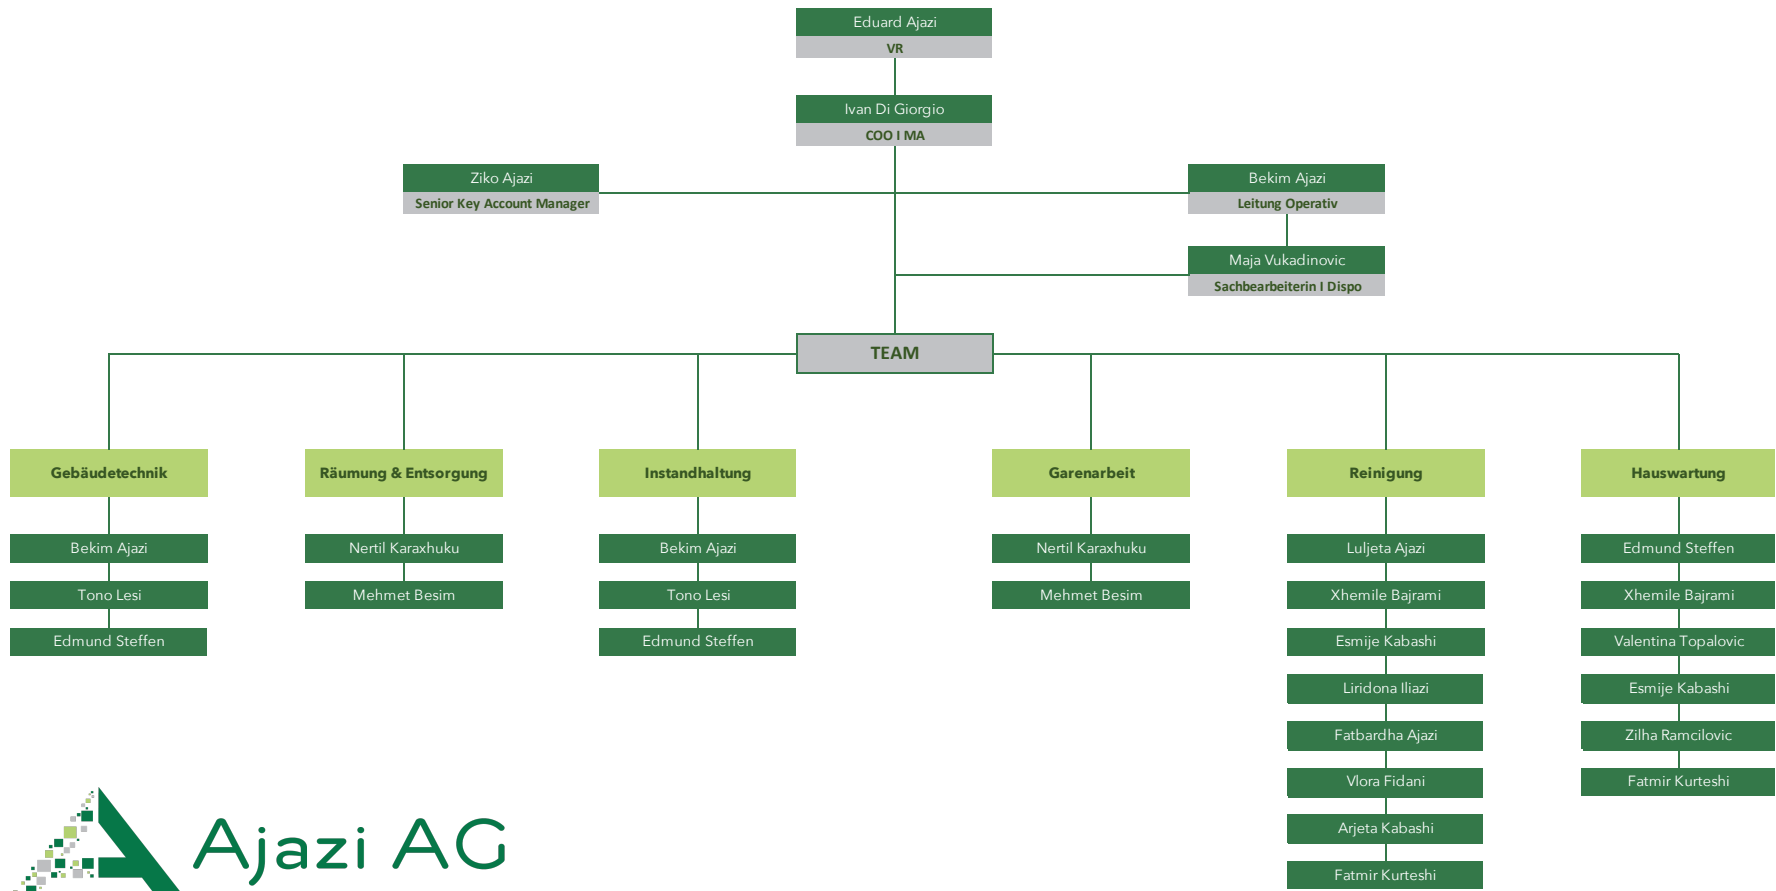 Eduard Ajazi
VR
Ivan Di Giorgio
COO I MA
Ziko Ajazi
Senior Key Account Manager
Bekim Ajazi
Leitung Operativ
Maja Vukadinovic
Sachbearbeiterin I Dispo
TEAM
Gebäudetechnik
Bekim Ajazi
Tono Lesi
Edmund Steffen
Räumung & Entsorgung
Nertil Karaxhuku
Mehmet Besim
Instandhaltung
Bekim Ajazi
Tono Lesi
Edmund Steffen
Garenarbeit
Nertil Karaxhuku
Mehmet Besim
Reinigung
Luljeta Ajazi
Xhemile Bajrami
Esmije Kabashi
Liridona Iliazi
Fatbardha Ajazi
Vlora Fidani
Arjeta Kabashi
Fatmir Kurteshi
Hauswartung
Edmund Steffen
Xhemile Bajrami
Valentina Topalovic
Esmije Kabashi
Zilha Ramcilovic
Fatmir Kurteshi
Ajazi AG